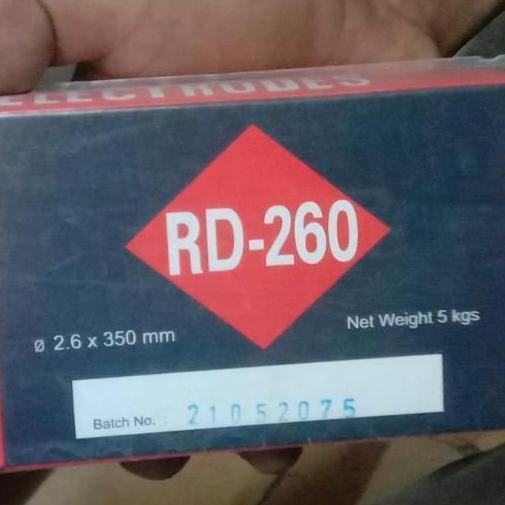 ELECTRODES
RD-260
Ø 2.6 x 350 mm
Net Weight 5 kgs
Batch No. : 21052075